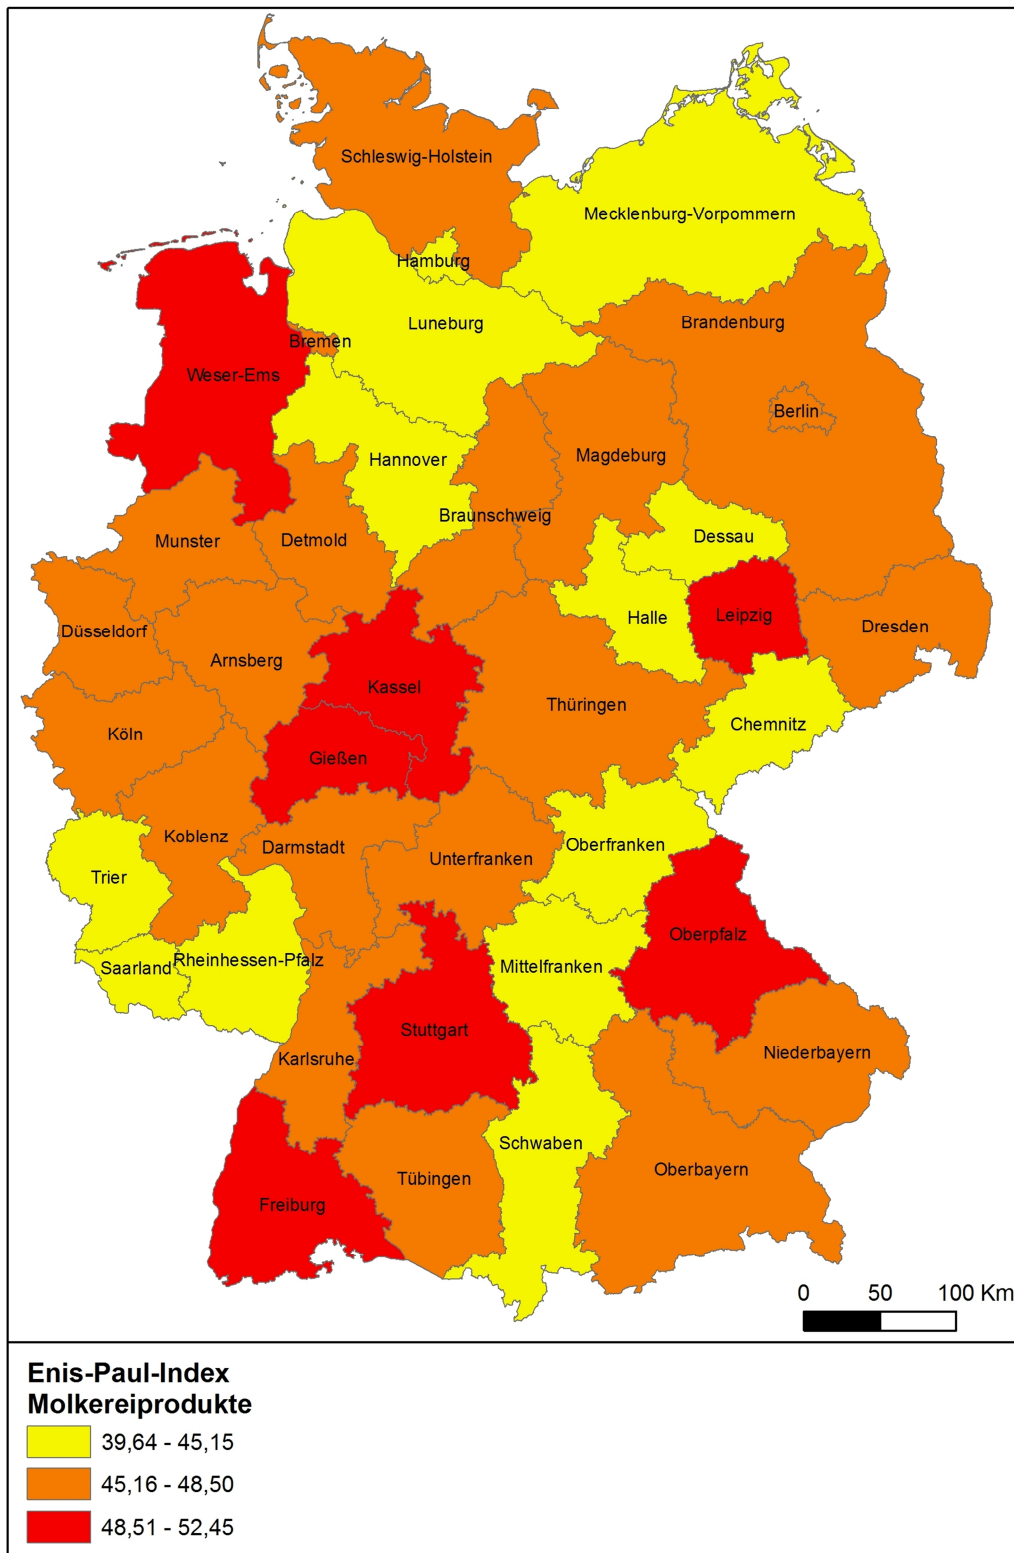 Schleswig-Holstein
Mecklenburg-Vorpommern
Hamburg
Luneburg
Brandenburg
Bremen
Weser-Ems
Berlin
Magdeburg
Hannover
Braunschweig
Dessau
Munster
Detmold
Halle
Leipzig
Düsseldorf
Dresden
Arnsberg
Kassel
Thüringen
Chemnitz
Köln
Gießen
Koblenz
Darmstadt
Unterfranken
Oberfranken
Trier
Oberpfalz
Saarland
Rheinhessen-Pfalz
Mittelfranken
Stuttgart
Karlsruhe
Niederbayern
Schwaben
Oberbayern
Tübingen
Freiburg
0 50 100 Km
Enis-Paul-Index
Molkereiprodukte
39,64 - 45,15
45,16 - 48,50
48,51 - 52,45